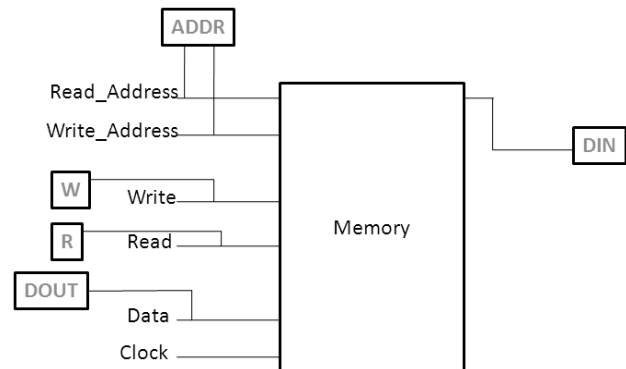 ADDR
Read_Address
Write_Address
DIN
W
Write
R
Read
Memory
DOUT
Data
Clock